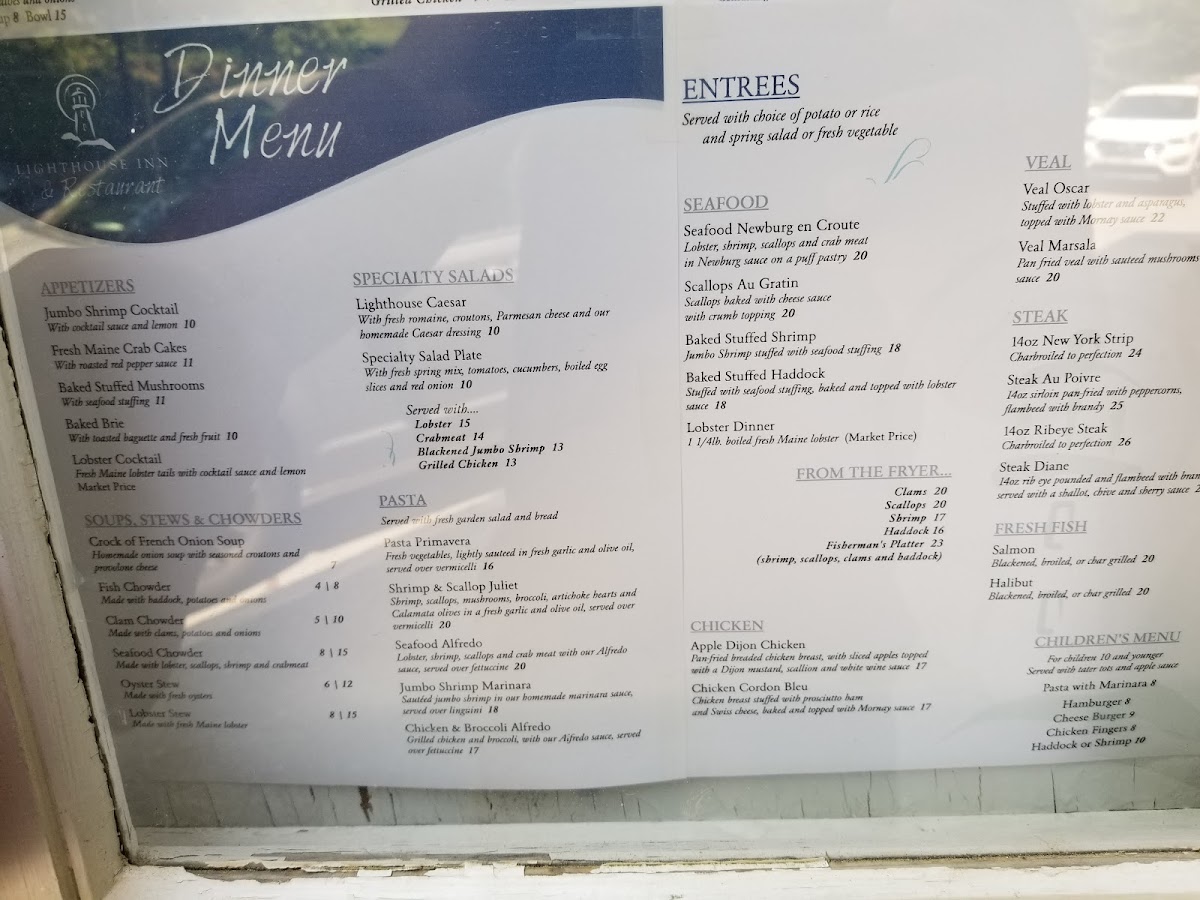 up 8 Bowl 15
Grilled Chicken
Dinner
Menu
LIGHTHOUSE INN
& Restaurant
APPETIZERS
Jumbo Shrimp Cocktail
With cocktail sauce and lemon 10
Fresh Maine Crab Cakes
With roasted red pepper sauce 11
Baked Stuffed Mushrooms
With seafood stuffing 11
Baked Brie
With toasted baguette and fresh fruit 10
Lobster Cocktail
Fresh Maine lobster tails with cocktail sauce and lemon
Market Price
SOUPS, STEWS & CHOWDERS
Crock of French Onion Soup
Homemade onion soup with seasoned croutons and
provolone cheese 7
Fish Chowder 4 \ 8
Made with haddock, potatoes and onions
Clam Chowder 5 \ 10
Made with clams, potatoes and onions
Seafood Chowder 8 \ 15
Made with lobster, scallops, shrimp and crabmeat
Oyster Stew 6 \ 12
Made with fresh oysters
Lobster Stew 8 \ 15
Made with fresh Maine lobster
SPECIALTY SALADS
Lighthouse Caesar
With fresh romaine, croutons, Parmesan cheese and our
homemade Caesar dressing 10
Specialty Salad Plate
With fresh spring mix, tomatoes, cucumbers, boiled egg
slices and red onion 10
Served with....
Lobster 15
Crabmeat 14
Blackened Jumbo Shrimp 13
Grilled Chicken 13
PASTA
Served with fresh garden salad and bread
Pasta Primavera
Fresh vegetables, lightly sauteed in fresh garlic and olive oil,
served over vermicelli 16
Shrimp & Scallop Juliet
Shrimp, scallops, mushrooms, broccoli, artichoke hearts and
Calamata olives in a fresh garlic and olive oil, served over
vermicelli 20
Seafood Alfredo
Lobster, shrimp, scallops and crab meat with our Alfredo
sauce, served over fettuccine 20
Jumbo Shrimp Marinara
Sautéed jumbo shrimp in our homemade marinara sauce,
served over linguini 18
Chicken & Broccoli Alfredo
Grilled chicken and broccoli, with our Alfredo sauce, served
over fettuccine 17
ENTREES
Served with choice of potato or rice
and spring salad or fresh vegetable
SEAFOOD
Seafood Newburg en Croute
Lobster, shrimp, scallops and crab meat
in Newburg sauce on a puff pastry 20
Scallops Au Gratin
Scallops baked with cheese sauce
with crumb topping 20
Baked Stuffed Shrimp
Jumbo Shrimp stuffed with seafood stuffing 18
Baked Stuffed Haddock
Stuffed with seafood stuffing, baked and topped with lobster
sauce 18
Lobster Dinner
1 1/4lb. boiled fresh Maine lobster (Market Price)
FROM THE FRYER...
Clams 20
Scallops 20
Shrimp 17
Haddock 16
Fisherman's Platter 23
(shrimp, scallops, clams and haddock)
CHICKEN
Apple Dijon Chicken
Pan-fried breaded chicken breast, with sliced apples topped
with a Dijon mustard, scallion and white wine sauce 17
Chicken Cordon Bleu
Chicken breast stuffed with prosciutto ham
and Swiss cheese, baked and topped with Mornay sauce 17
VEAL
Veal Oscar
Stuffed with lobster and asparagus,
topped with Mornay sauce 22
Veal Marsala
Pan fried veal with sauteed mushrooms
sauce 20
STEAK
14oz New York Strip
Charbroiled to perfection 24
Steak Au Poivre
14oz sirloin pan-fried with peppercorns,
flambeed with brandy 25
14oz Ribeye Steak
Charbroiled to perfection 26
Steak Diane
14oz rib eye pounded and flambeed with bran
served with a shallot, chive and sherry sauce 2
FRESH FISH
Salmon
Blackened, broiled, or char grilled 20
Halibut
Blackened, broiled, or char grilled 20
CHILDREN'S MENU
For children 10 and younger
Served with tater tots and apple sauce
Pasta with Marinara 8
Hamburger 8
Cheese Burger 9
Chicken Fingers 8
Haddock or Shrimp 10